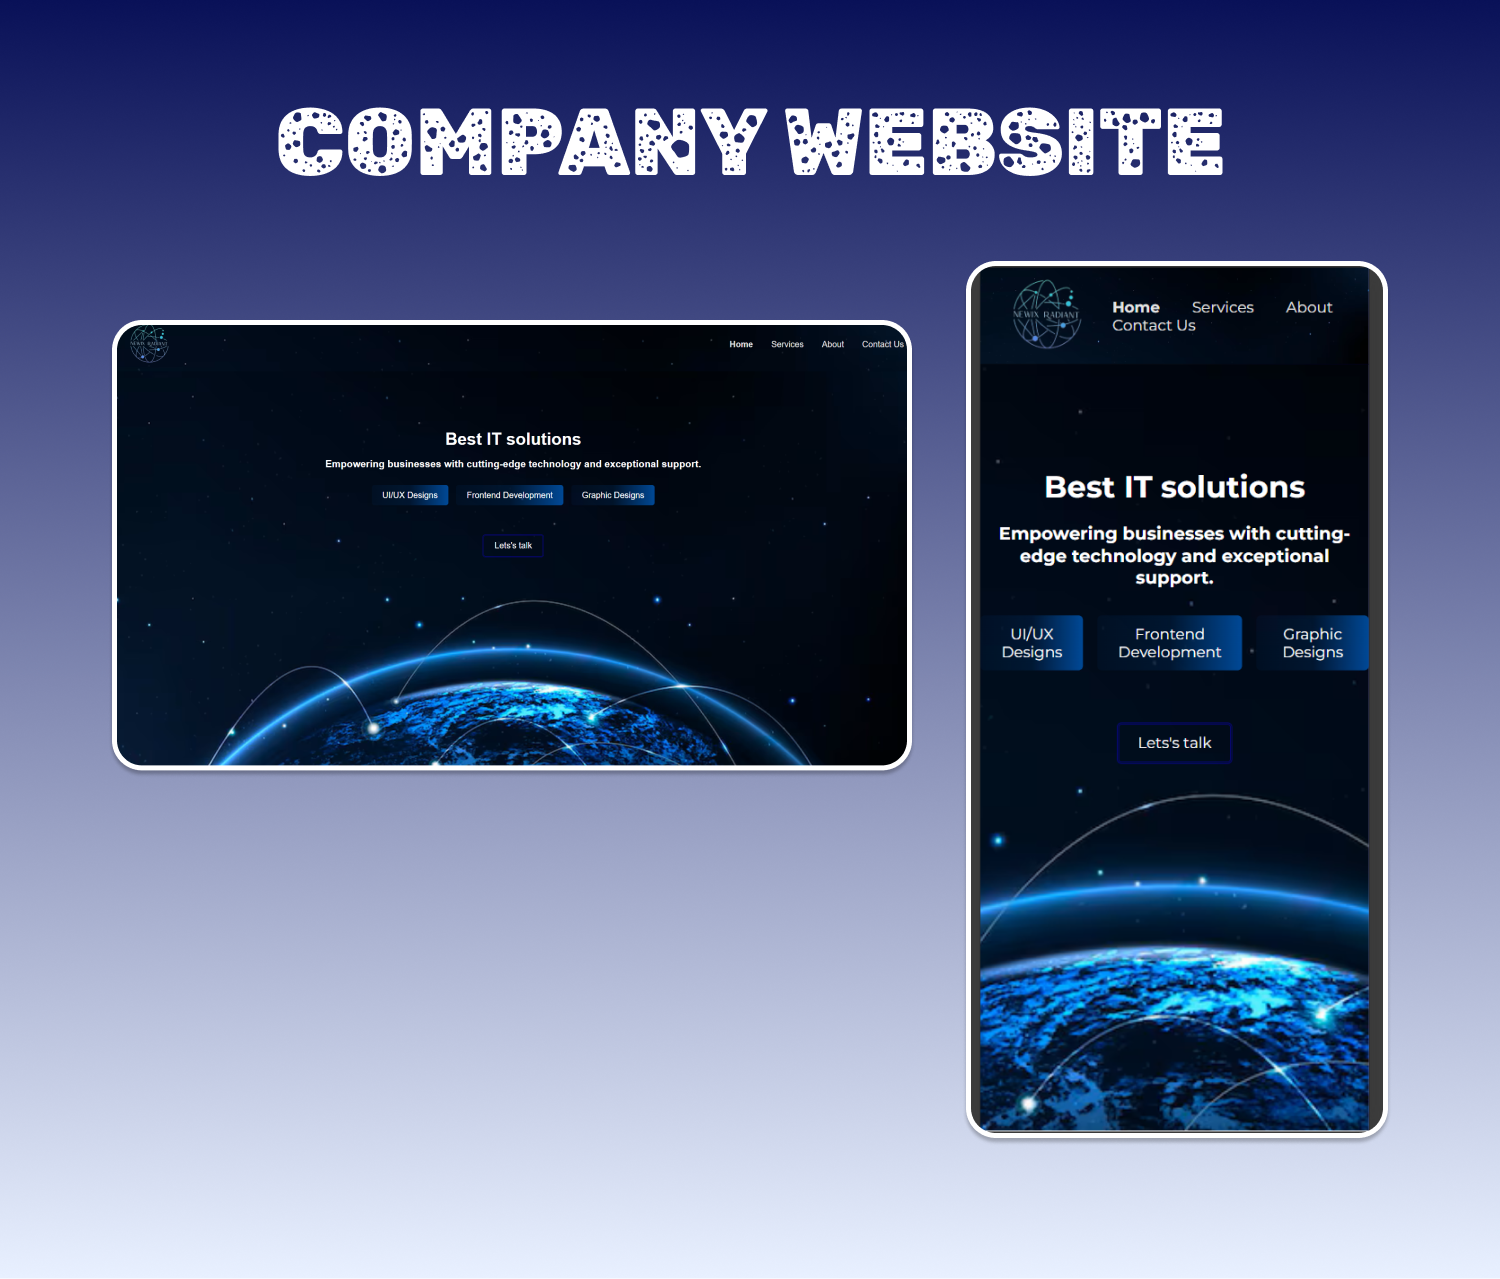 COMPANY WEBSITE
NEWIX RADIANT
Home Services About Contact Us
Best IT solutions
Empowering businesses with cutting-edge technology and exceptional support.
UI/UX Designs Frontend Development Graphic Designs
Lets's talk
NEWIX RADIANT
Home Services About
Contact Us
Best IT solutions
Empowering businesses with cutting-
edge technology and exceptional
support.
UI/UX Frontend Graphic
Designs Development Designs
Lets's talk